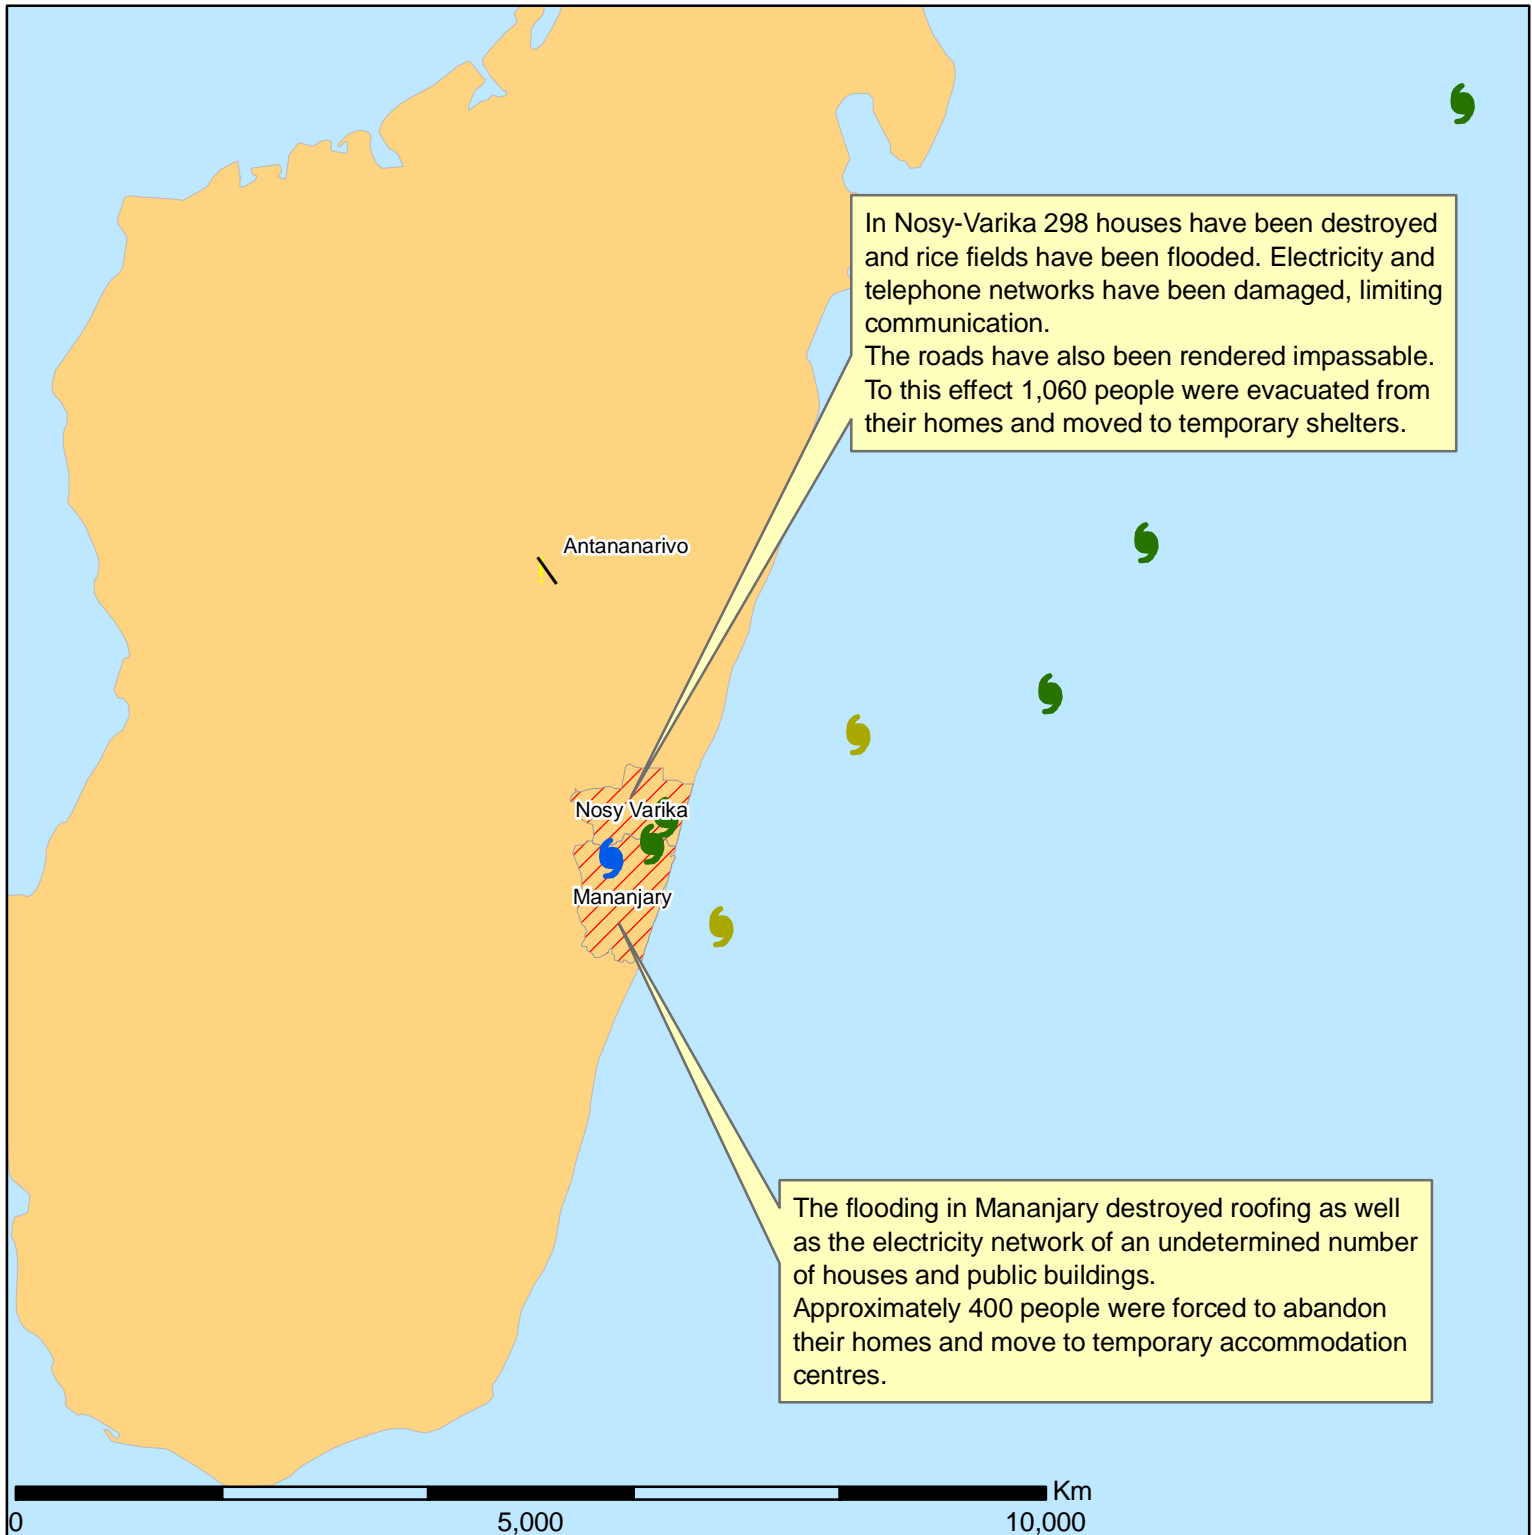 In Nosy-Varika 298 houses have been destroyed
and rice fields have been flooded. Electricity and
telephone networks have been damaged, limiting
communication.
The roads have also been rendered impassable.
To this effect 1,060 people were evacuated from
their homes and moved to temporary shelters.
Antananarivo
Nosy Varika
Mananjary
The flooding in Mananjary destroyed roofing as well
as the electricity network of an undetermined number
of houses and public buildings.
Approximately 400 people were forced to abandon
their homes and move to temporary accommodation
centres.
Km
0 5,000 10,000